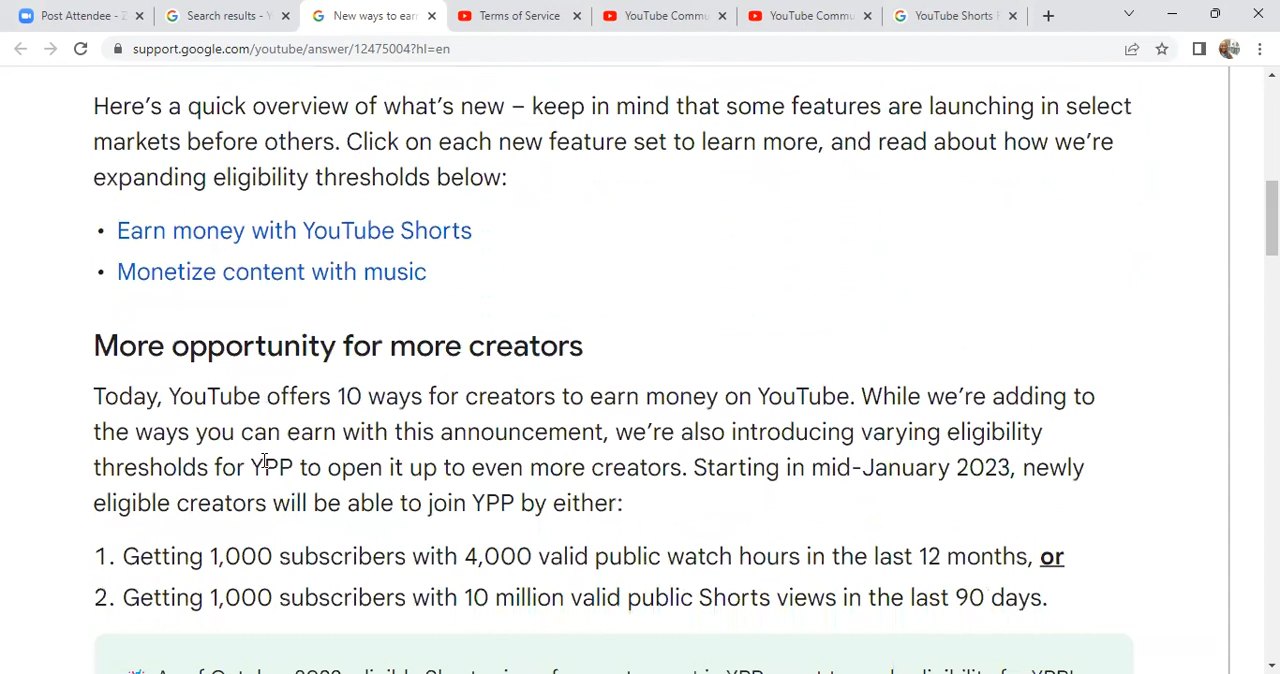 Post Attendee - Z
Search results - Y
New ways to earn
Terms of Service
YouTube Commu
YouTube Commu
YouTube Shorts
support.google.com/youtube/answer/12475004?hl=en
Here's a quick overview of what's new – keep in mind that some features are launching in select
markets before others. Click on each new feature set to learn more, and read about how we're
expanding eligibility thresholds below:
• Earn money with YouTube Shorts
• Monetize content with music
More opportunity for more creators
Today, YouTube offers 10 ways for creators to earn money on YouTube. While we're adding to
the ways you can earn with this announcement, we're also introducing varying eligibility
thresholds for YPP to open it up to even more creators. Starting in mid-January 2023, newly
eligible creators will be able to join YPP by either:
1. Getting 1,000 subscribers with 4,000 valid public watch hours in the last 12 months, or
2. Getting 1,000 subscribers with 10 million valid public Shorts views in the last 90 days.